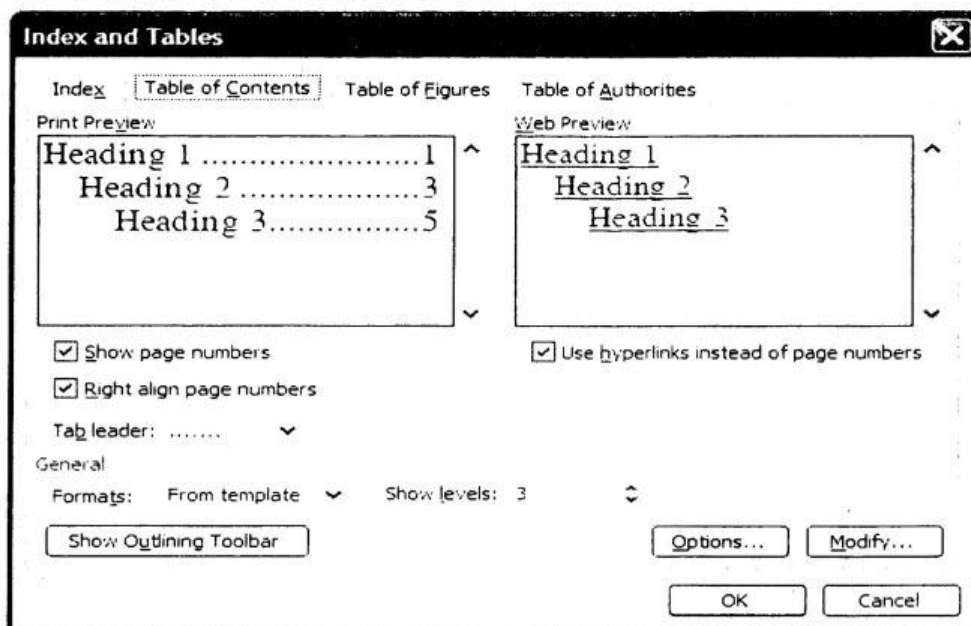 Index and Tables
Index Table of Contents Table of Figures Table of Authorities
Print Preview Web Preview
Heading 1 ........................1 Heading 1
Heading 2 ....................3 Heading 2
Heading 3................5 Heading 3
Show page numbers Use hyperlinks instead of page numbers
Right align page numbers
Tab leader: .......
General
Formats: From template Show levels: 3
Show Outlining Toolbar Options... Modify...
OK Cancel